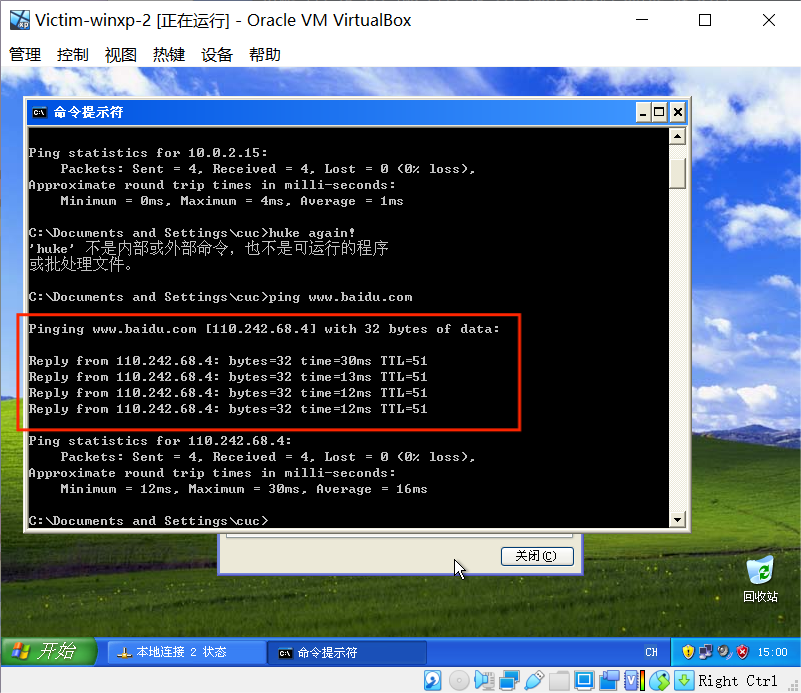 Victim-winxp-2 [正在运行] - Oracle VM VirtualBox
管理 控制 视图 热键 设备 帮助
命令提示符
Ping statistics for 10.0.2.15:
Packets: Sent = 4, Received = 4, Lost = 0 (0% loss),
Approximate round trip times in milli-seconds:
Minimum = 0ms, Maximum = 4ms, Average = 1ms
C:\Documents and Settings\cuc>huke again!
'huke' 不是内部或外部命令，也不是可运行的程序
或批处理文件。
C:\Documents and Settings\cuc>ping www.baidu.com
Pinging www.baidu.com [110.242.68.4] with 32 bytes of data:
Reply from 110.242.68.4: bytes=32 time=30ms TTL=51
Reply from 110.242.68.4: bytes=32 time=13ms TTL=51
Reply from 110.242.68.4: bytes=32 time=12ms TTL=51
Reply from 110.242.68.4: bytes=32 time=12ms TTL=51
Ping statistics for 110.242.68.4:
Packets: Sent = 4, Received = 4, Lost = 0 (0% loss),
Approximate round trip times in milli-seconds:
Minimum = 12ms, Maximum = 30ms, Average = 16ms
C:\Documents and Settings\cuc>
关闭(C)
回收站
开始 本地连接 2 状态 命令提示符 CH 15:00
Right Ctrl